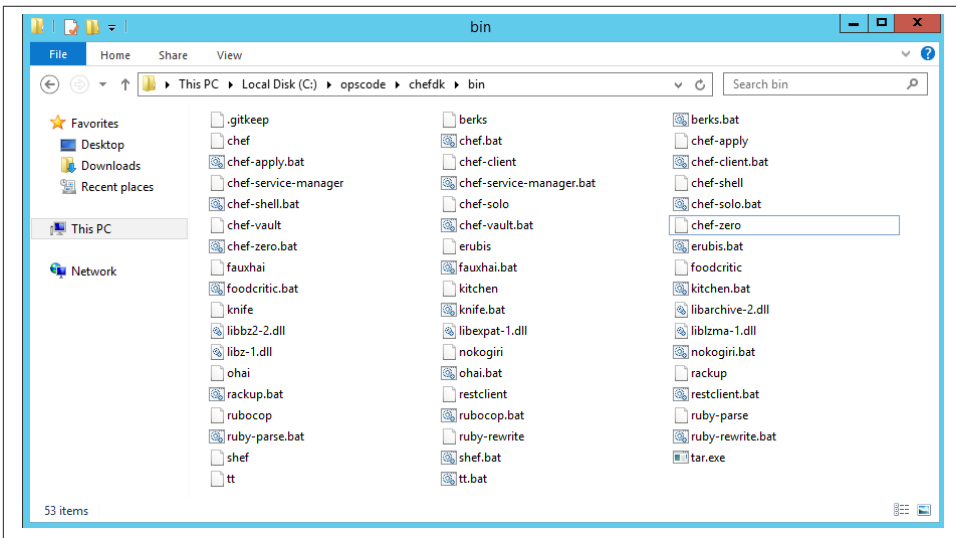 bin
File Home Share View
This PC Local Disk (C:) opscode chefdk bin Search bin
Favorites
Desktop
Downloads
Recent places
This PC
Network
.gitkeep berks berks.bat
chef chef.bat chef-apply
chef-apply.bat chef-client chef-client.bat
chef-service-manager chef-service-manager.bat chef-shell
chef-shell.bat chef-solo chef-solo.bat
chef-vault chef-vault.bat chef-zero
chef-zero.bat erubis erubis.bat
fauxhai fauxhai.bat foodcritic
foodcritic.bat kitchen kitchen.bat
knife knife.bat libarchive-2.dll
libbz2-2.dll libexpat-1.dll liblzma-1.dll
libz-1.dll nokogiri nokogiri.bat
ohai ohai.bat rackup
rackup.bat restclient restclient.bat
rubocop rubocop.bat ruby-parse
ruby-parse.bat ruby-rewrite ruby-rewrite.bat
shef shef.bat tar.exe
tt tt.bat
53 items